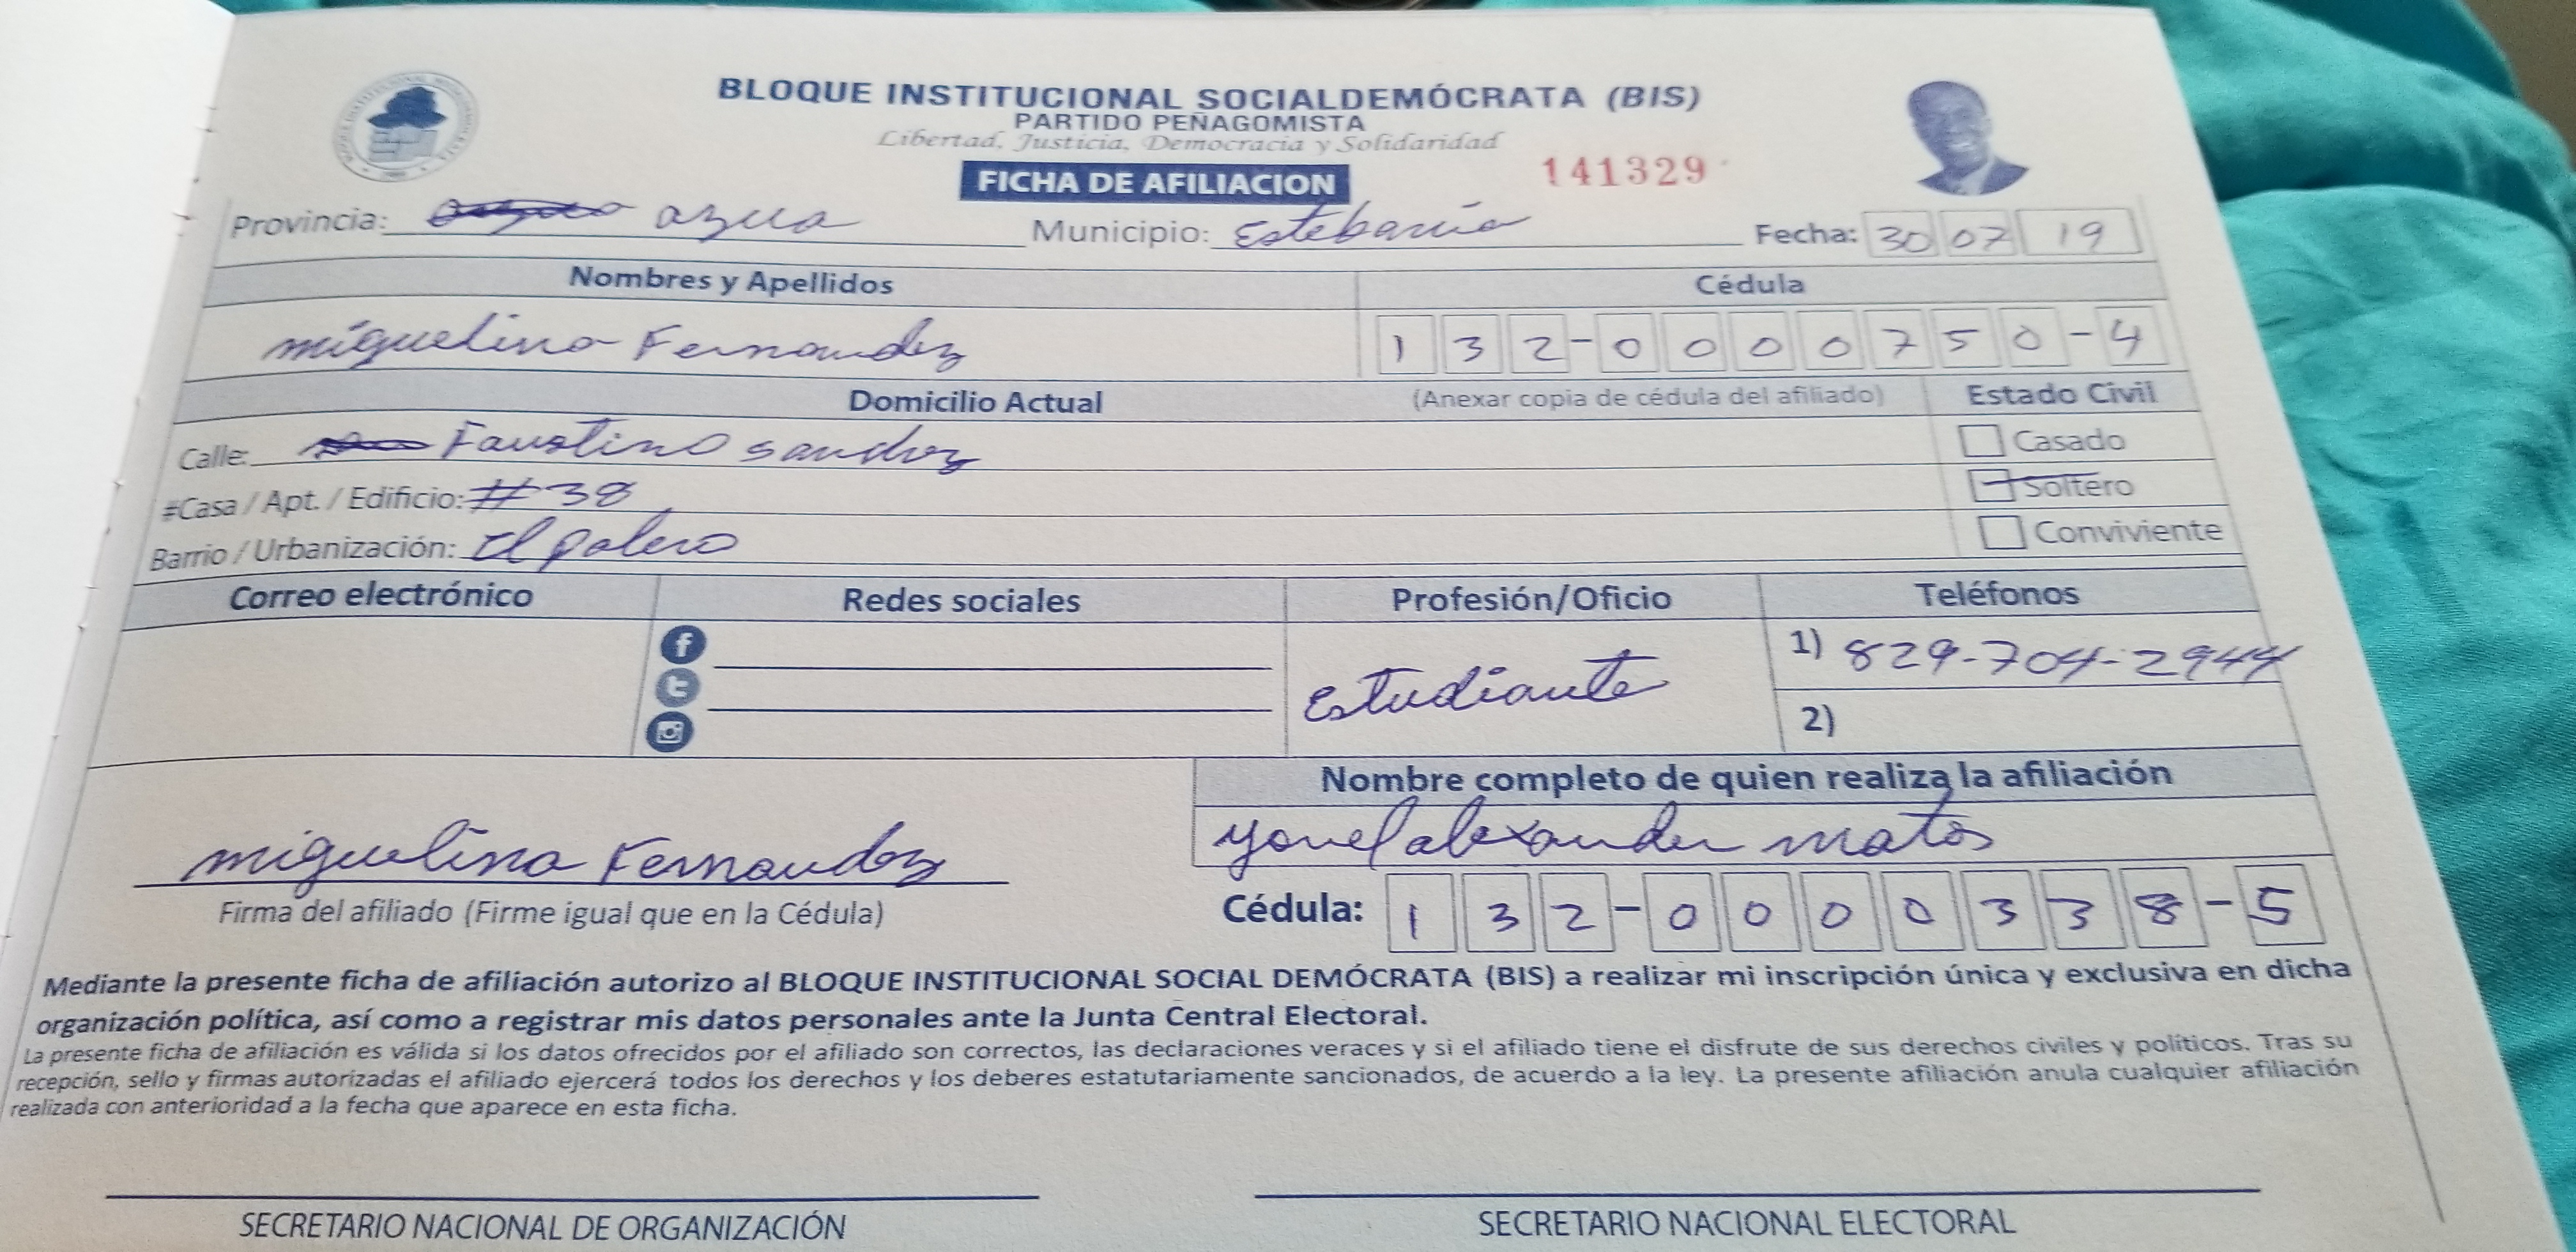 BLOQUE INSTITUCIONAL SOCIALDEMÓCRATA (BIS)
PARTIDO PEÑAGOMISTA
Libertad, Justicia, Democracia y Solidaridad
FICHA DE AFILIACION 141329
Provincia: azua Municipio: Estebania Fecha: 30 07 19
Nombres y Apellidos Cédula
miguelina Fernandez 132-0000750-4
Domicilio Actual (Anexar copia de cédula del afiliado) Estado Civil
Calle: Faustino sandoz Casado
#Casa / Apt. / Edificio: #38 Soltero
Barrio / Urbanización: El polero Conviviente
Correo electrónico Redes sociales Profesión/Oficio Teléfonos
estudiante 1) 829-704-2944
2)
Nombre completo de quien realiza la afiliación
miguelina Fernandez yonel alexander matos
Firma del afiliado (Firme igual que en la Cédula) Cédula: 132-0000338-5
Mediante la presente ficha de afiliación autorizo al BLOQUE INSTITUCIONAL SOCIAL DEMÓCRATA (BIS) a realizar mi inscripción única y exclusiva en dicha
organización política, así como a registrar mis datos personales ante la Junta Central Electoral.
La presente ficha de afiliación es válida si los datos ofrecidos por el afiliado son correctos, las declaraciones veraces y si el afiliado tiene el disfrute de sus derechos civiles y políticos. Tras su
recepción, sello y firmas autorizadas el afiliado ejercerá todos los derechos y los deberes estatutariamente sancionados, de acuerdo a la ley. La presente afiliación anula cualquier afiliación
realizada con anterioridad a la fecha que aparece en esta ficha.
SECRETARIO NACIONAL DE ORGANIZACIÓN SECRETARIO NACIONAL ELECTORAL